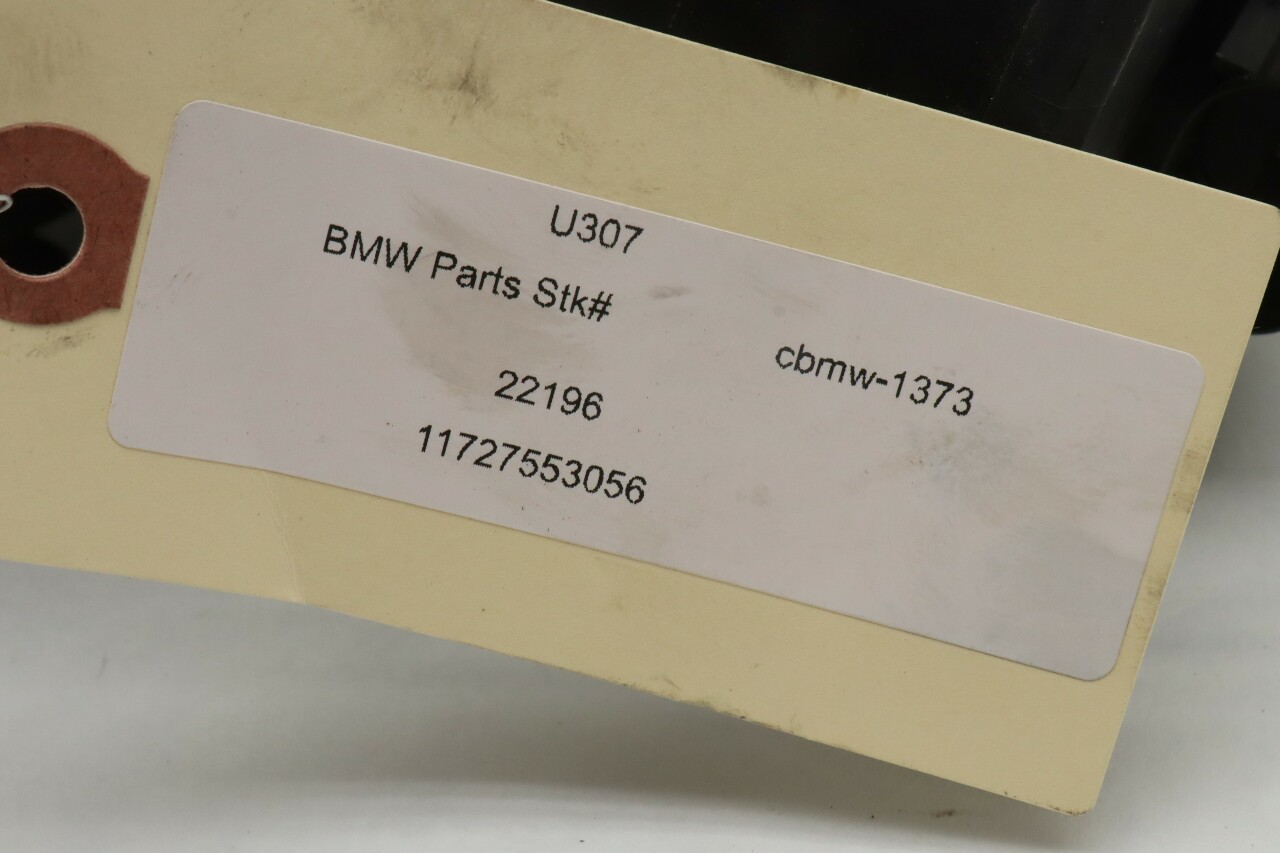 U307
BMW Parts Stk#
cbmw-1373
22196
11727553056